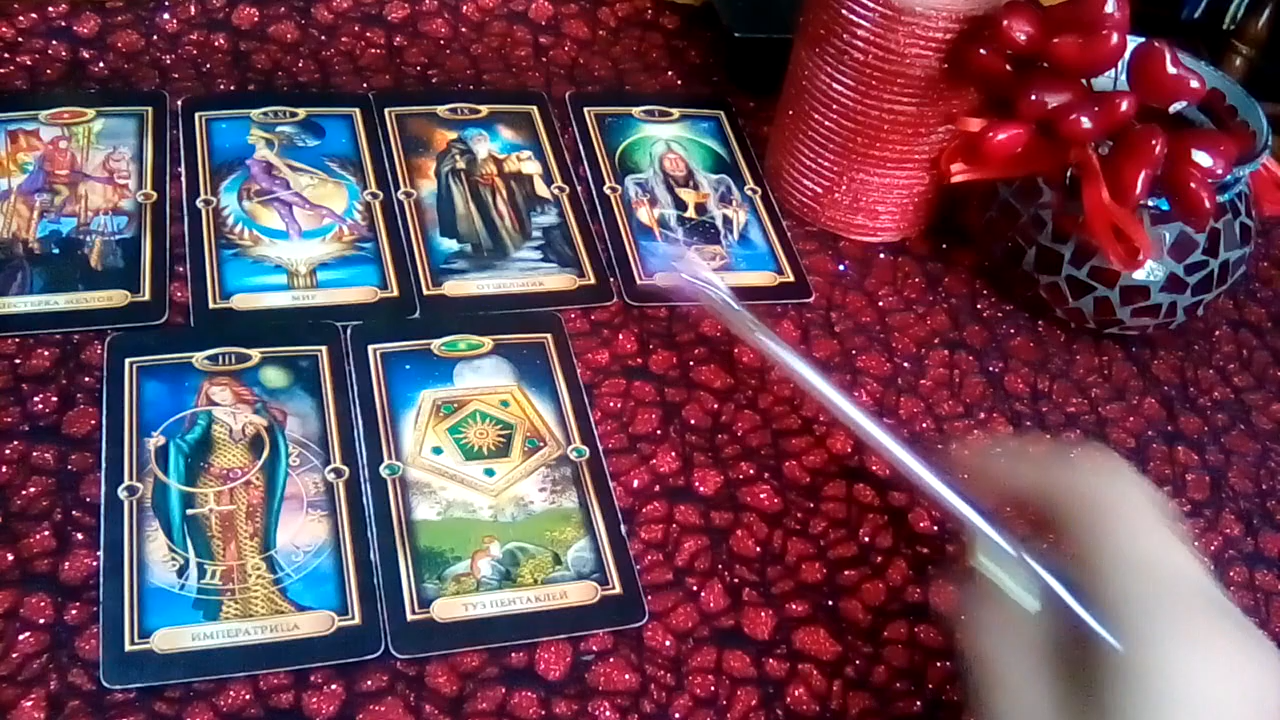 ШЕСТЕРКА ЖЕЗЛОВ
XXI
МИР
IX
ОТШЕЛЬНИК
I
III
ИМПЕРАТРИЦА
ТУЗ ПЕНТАКЛЕЙ